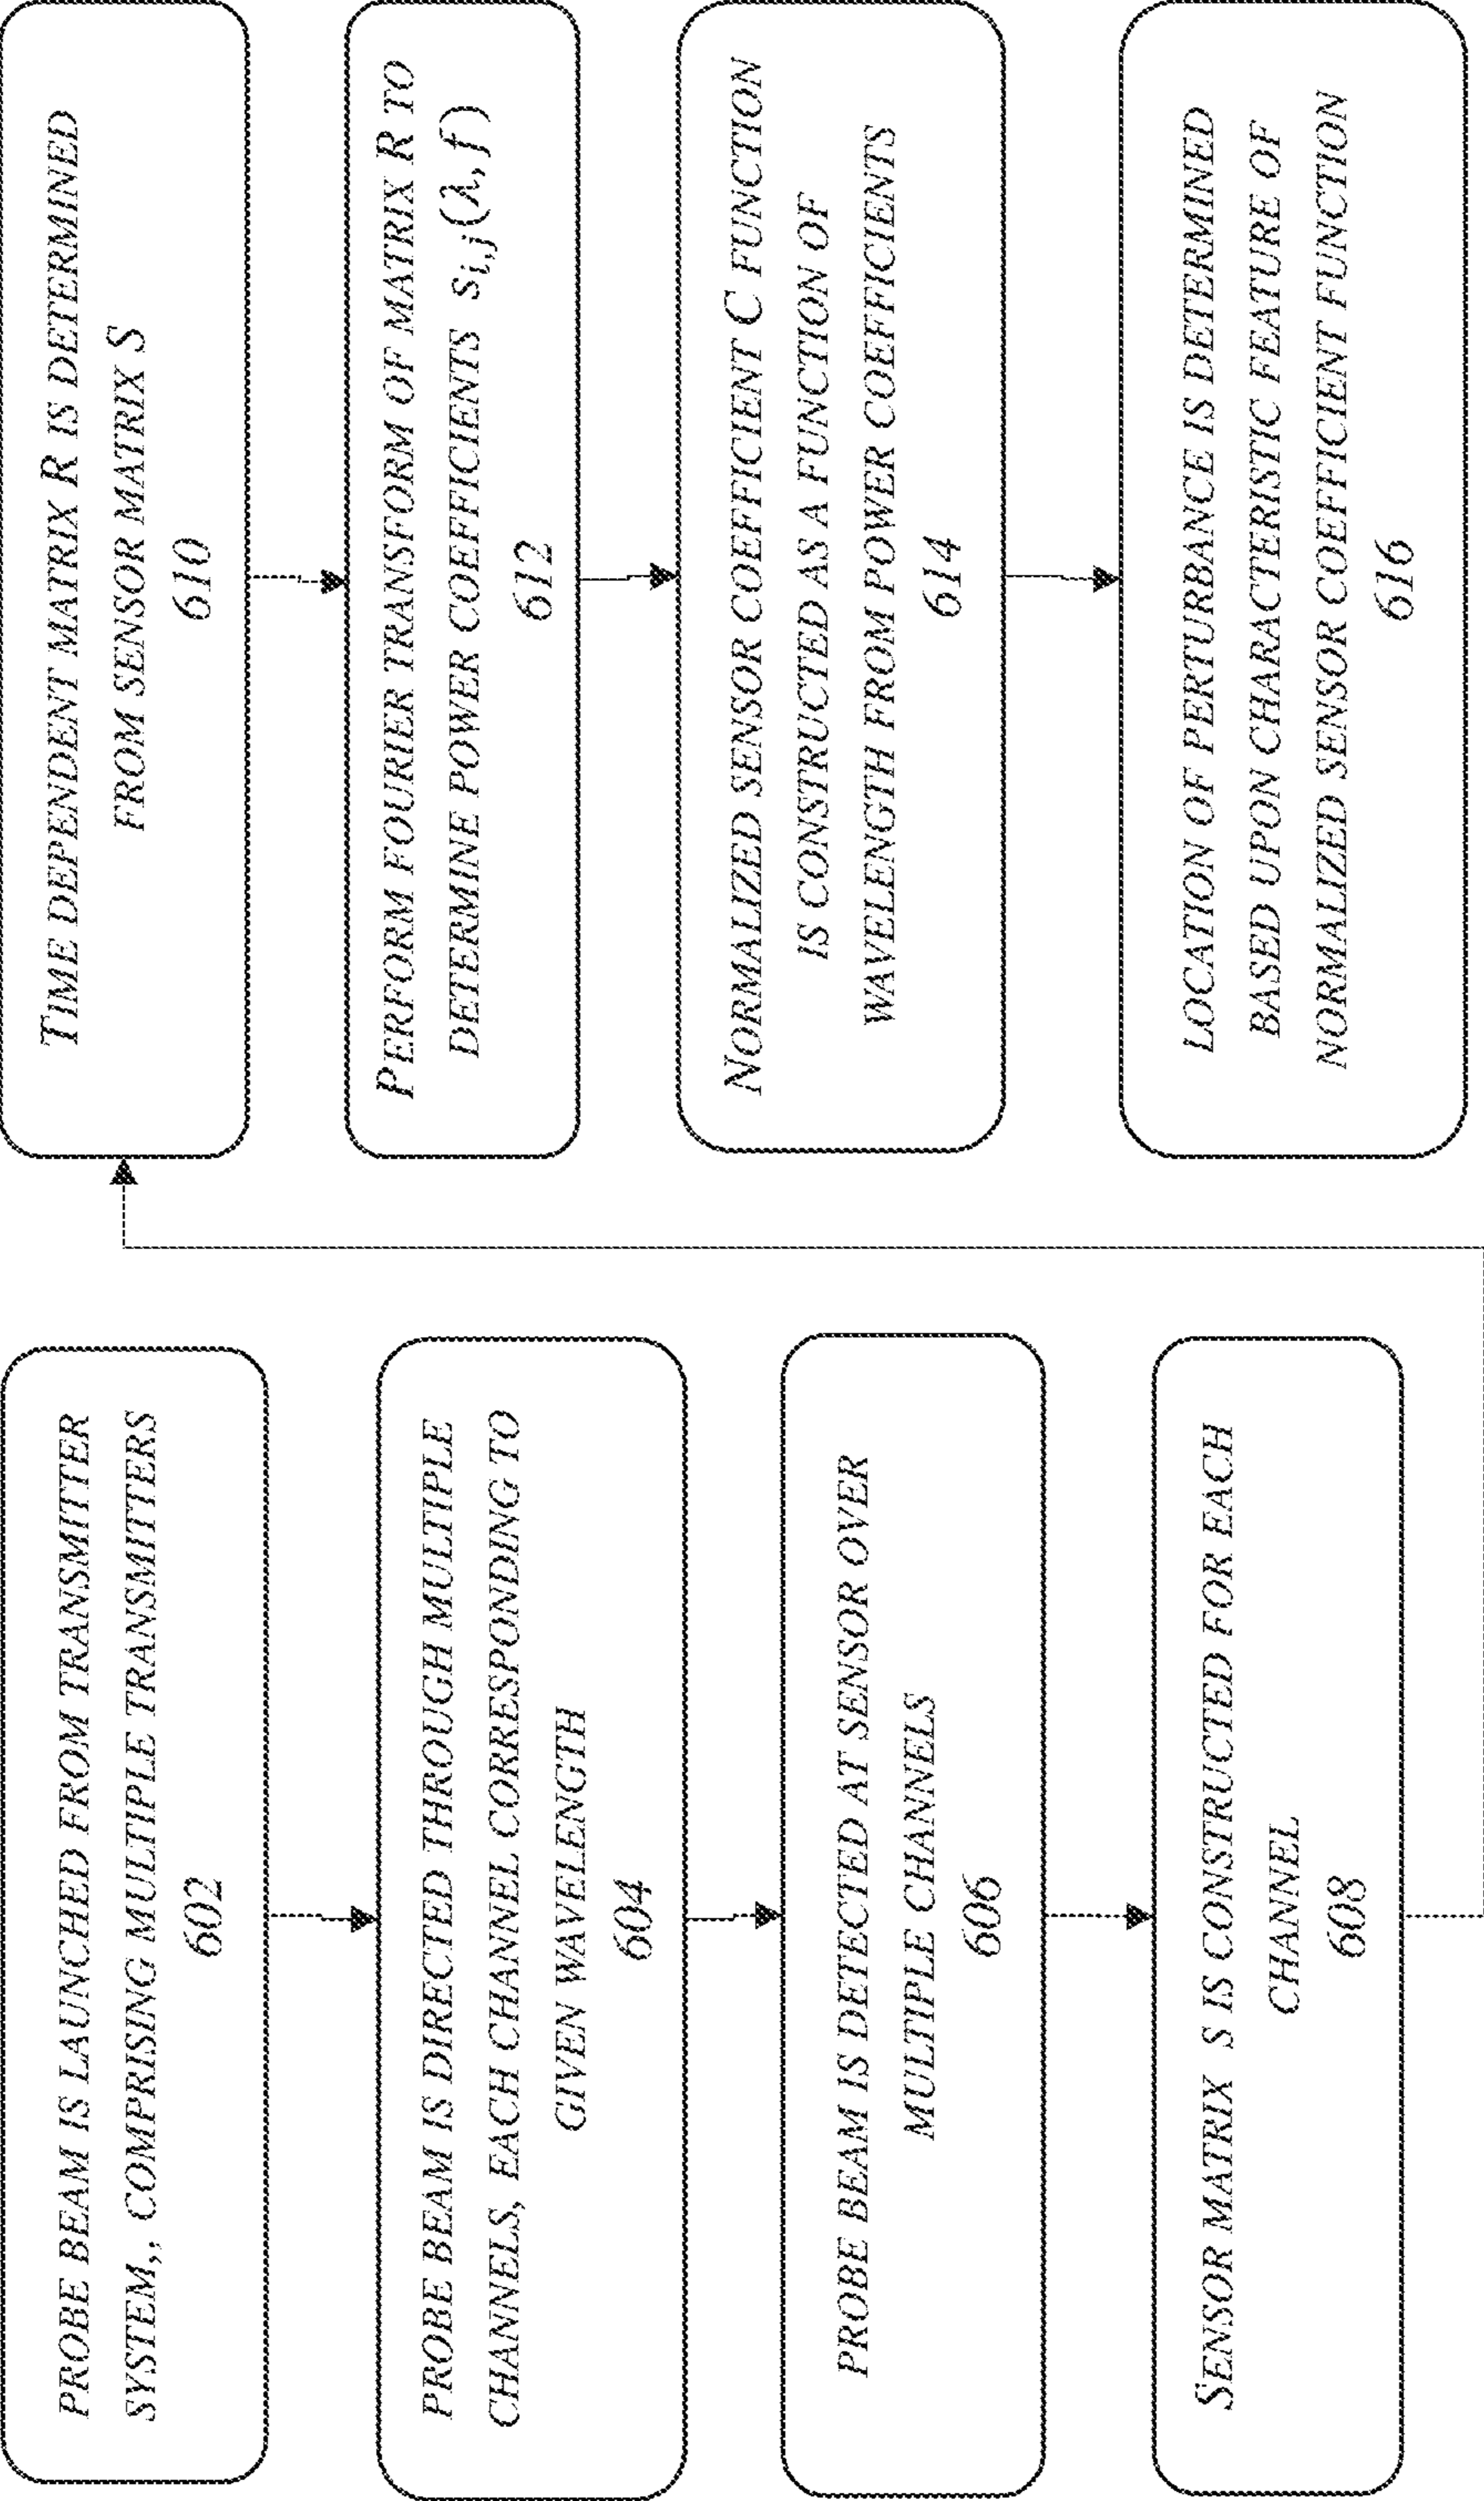 PROBE BEAM IS LAUNCHED FROM TRANSMITTER
SYSTEM,, COMPRISING MULTIPLE TRANSMITTERS
602
PROBE BEAM IS DIRECTED THROUGH MULTIPLE
CHANNELS, EACH CHANNEL CORRESPONDING TO
GIVEN WAVELENGTH
604
PROBE BEAM IS DETECTED AT SENSOR OVER
MULTIPLE CHANNELS
606
SENSOR MATRIX S IS CONSTRUCTED FOR EACH
CHANNEL
608
TIME DEPENDENT MATRIX R IS DETERMINED
FROM SENSOR MATRIX S
610
PERFORM FOURIER TRANSFORM OF MATRIX R TO
DETERMINE POWER COEFFICIENTS s_{i,j}(λ, f)
612
NORMALIZED SENSOR COEFFICIENT C FUNCTION
IS CONSTRUCTED AS A FUNCTION OF
WAVELENGTH FROM POWER COEFFICIENTS
614
LOCATION OF PERTURBANCE IS DETERMINED
BASED UPON CHARACTERISTIC FEATURE OF
NORMALIZED SENSOR COEFFICIENT FUNCTION
616